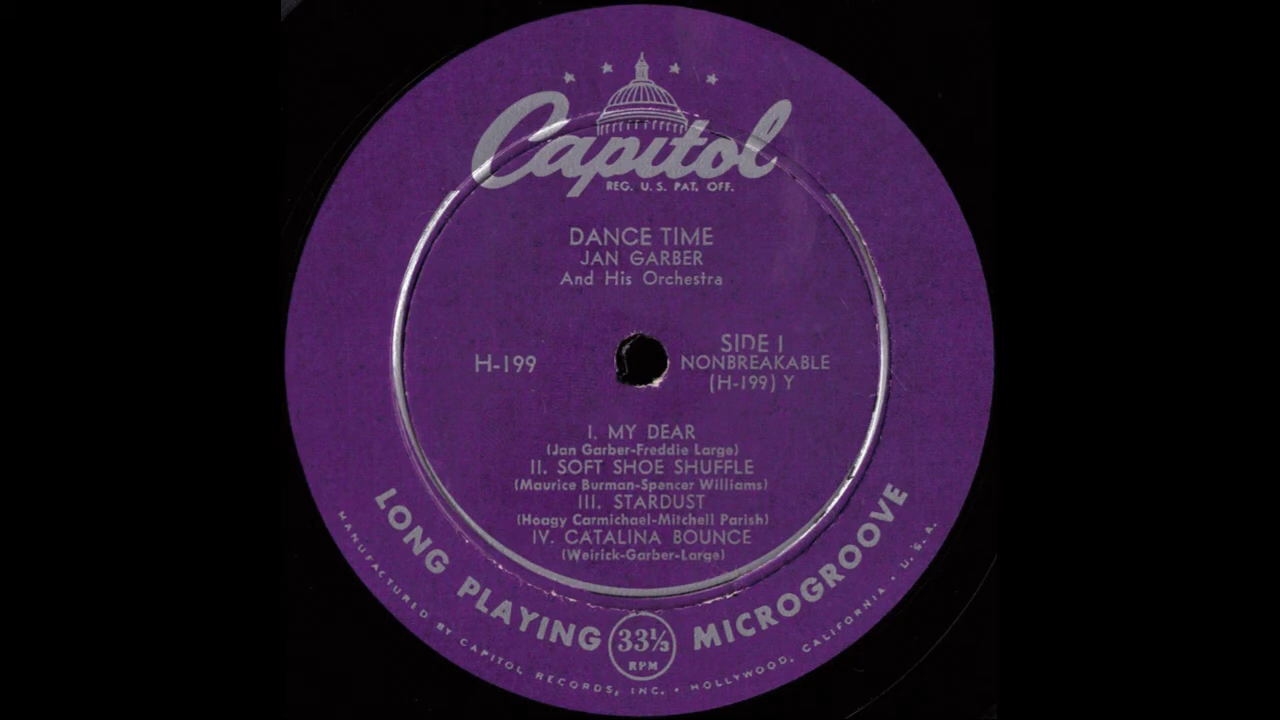 Capitol
REG. U.S. PAT. OFF.
DANCE TIME
JAN GARBER
And His Orchestra
H-199
SIDE I
NONBREAKABLE
(H-199) Y
I. MY DEAR
(Jan Garber-Freddie Large)
II. SOFT SHOE SHUFFLE
(Maurice Burman-Spencer Williams)
III. STARDUST
(Hoagy Carmichael-Mitchell Parish)
IV. CATALINA BOUNCE
(Weirick-Garber-Large)
LONG PLAYING 33⅓ RPM MICROGROOVE
MANUFACTURED BY CAPITOL RECORDS, INC. • HOLLYWOOD, CALIFORNIA • U.S.A.